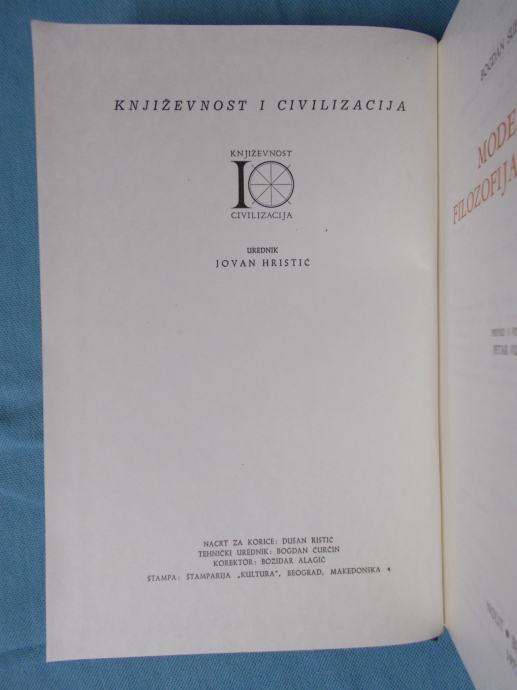 KNJIŽEVNOST I CIVILIZACIJA
KNJIŽEVNOST
I
CIVILIZACIJA
UREDNIK
JOVAN HRISTIĆ
NACRT ZA KORICE: DUŠAN RISTIĆ
TEHNIČKI UREDNIK: BOGDAN ĆURČIN
KOREKTOR: BOŽIDAR ALAGIĆ
ŠTAMPA: ŠTAMPARIJA „KULTURA", BEOGRAD, MAKEDONSKA 4
BOGDAN
MODE
FILOZOFIJA